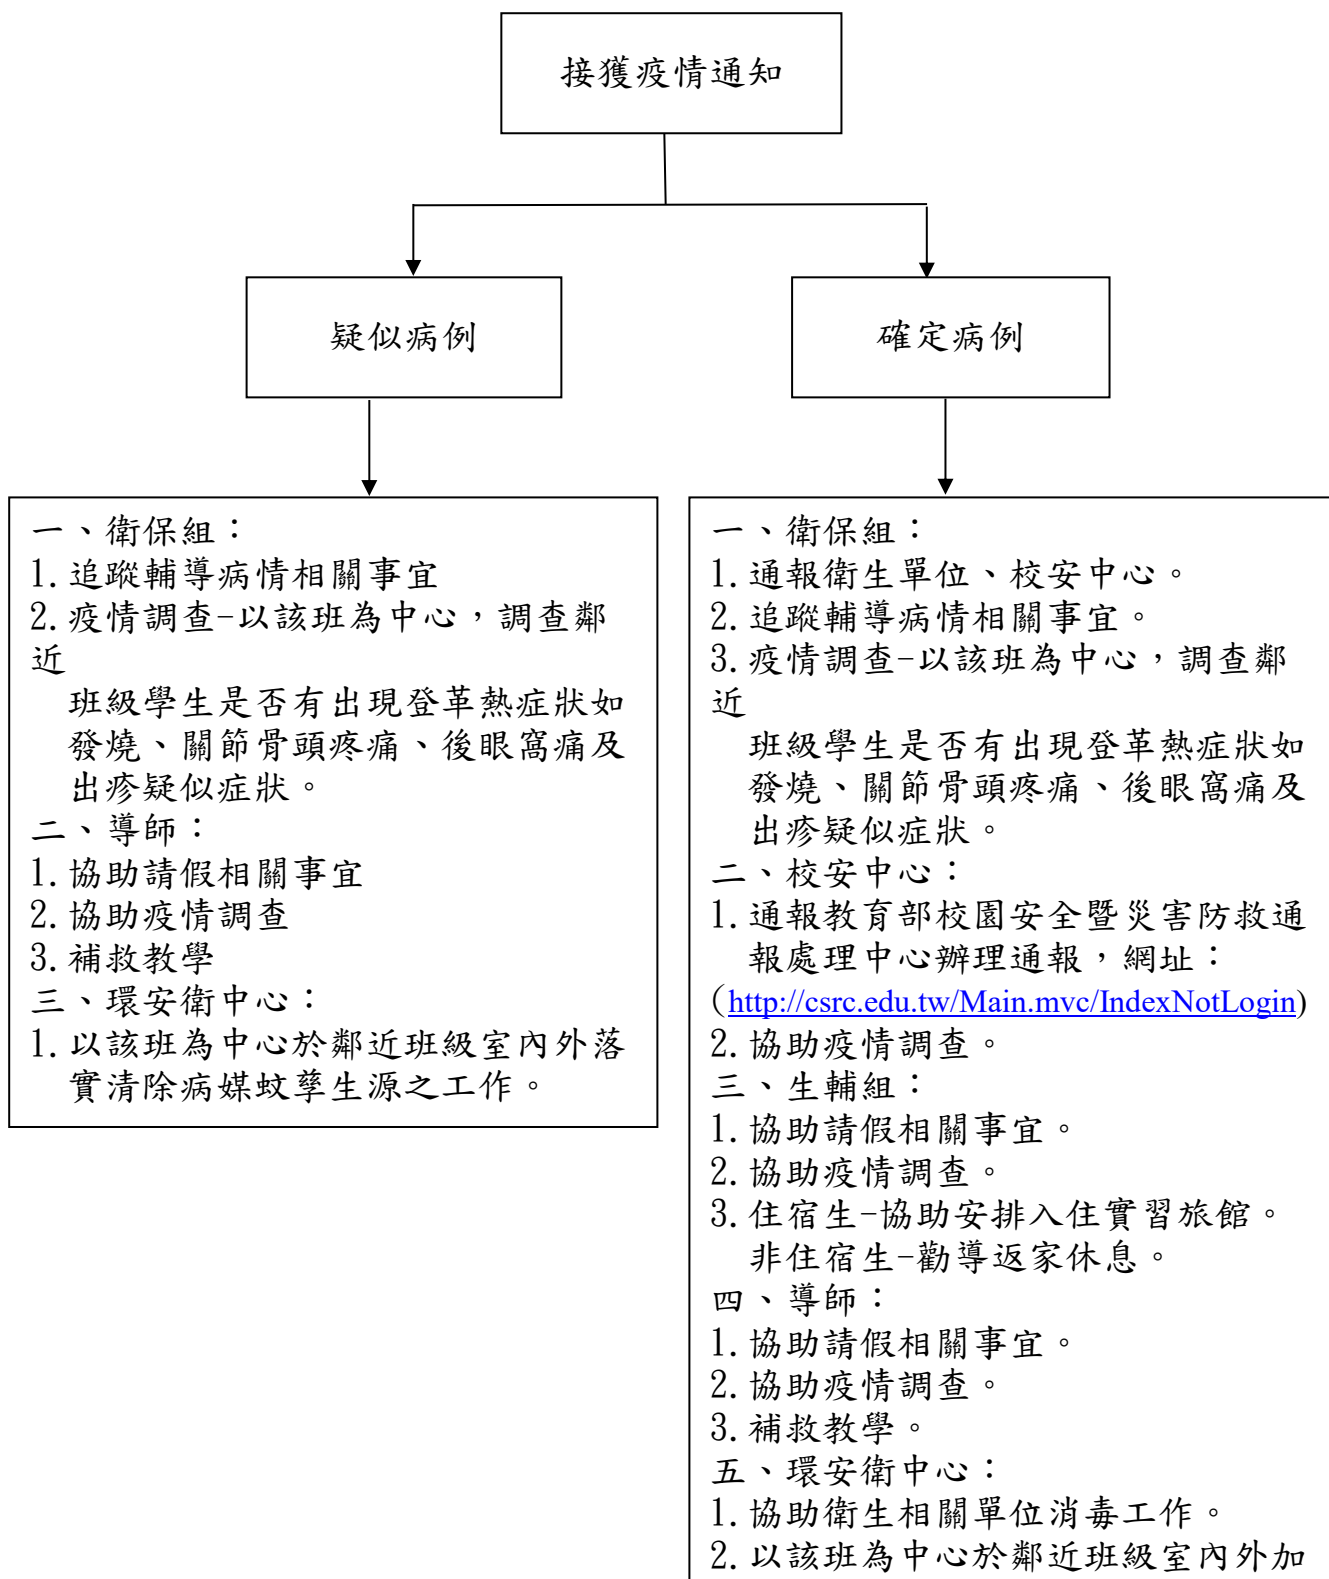 接獲疫情通知
疑似病例
確定病例
一、衛保組：
1.追蹤輔導病情相關事宜
2.疫情調查-以該班為中心，調查鄰
近
班級學生是否有出現登革熱症狀如
發燒、關節骨頭疼痛、後眼窩痛及
出疹疑似症狀。
二、導師：
1.協助請假相關事宜
2.協助疫情調查
3.補救教學
三、環安衛中心：
1.以該班為中心於鄰近班級室內外落
實清除病媒蚊孳生源之工作。
一、衛保組：
1.通報衛生單位、校安中心。
2.追蹤輔導病情相關事宜。
3.疫情調查-以該班為中心，調查鄰
近
班級學生是否有出現登革熱症狀如
發燒、關節骨頭疼痛、後眼窩痛及
出疹疑似症狀。
二、校安中心：
1.通報教育部校園安全暨災害防救通
報處理中心辦理通報，網址：
(http://csrc.edu.tw/Main.mvc/IndexNotLogin)
2.協助疫情調查。
三、生輔組：
1.協助請假相關事宜。
2.協助疫情調查。
3.住宿生-協助安排入住實習旅館。
非住宿生-勸導返家休息。
四、導師：
1.協助請假相關事宜。
2.協助疫情調查。
3.補救教學。
五、環安衛中心：
1.協助衛生相關單位消毒工作。
2.以該班為中心於鄰近班級室內外加